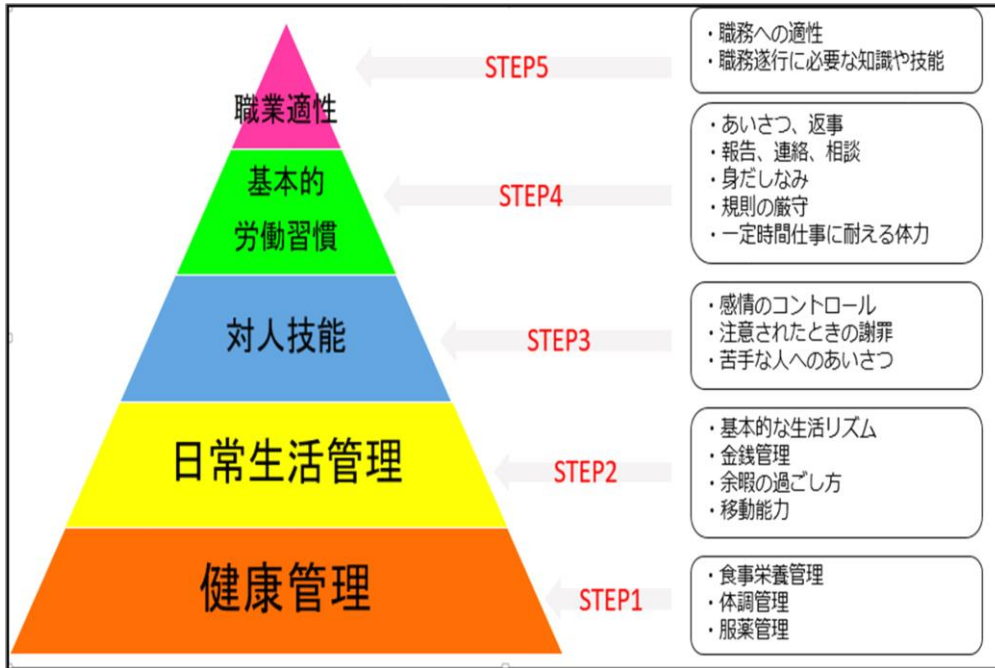 職業適性
STEP5
・職務への適性
・職務遂行に必要な知識や技能
基本的
労働習慣
STEP4
・あいさつ、返事
・報告、連絡、相談
・身だしなみ
・規則の厳守
・一定時間仕事に耐える体力
対人技能
STEP3
・感情のコントロール
・注意されたときの謝罪
・苦手な人へのあいさつ
日常生活管理
STEP2
・基本的な生活リズム
・金銭管理
・余暇の過ごし方
・移動能力
健康管理
STEP1
・食事栄養管理
・体調管理
・服薬管理